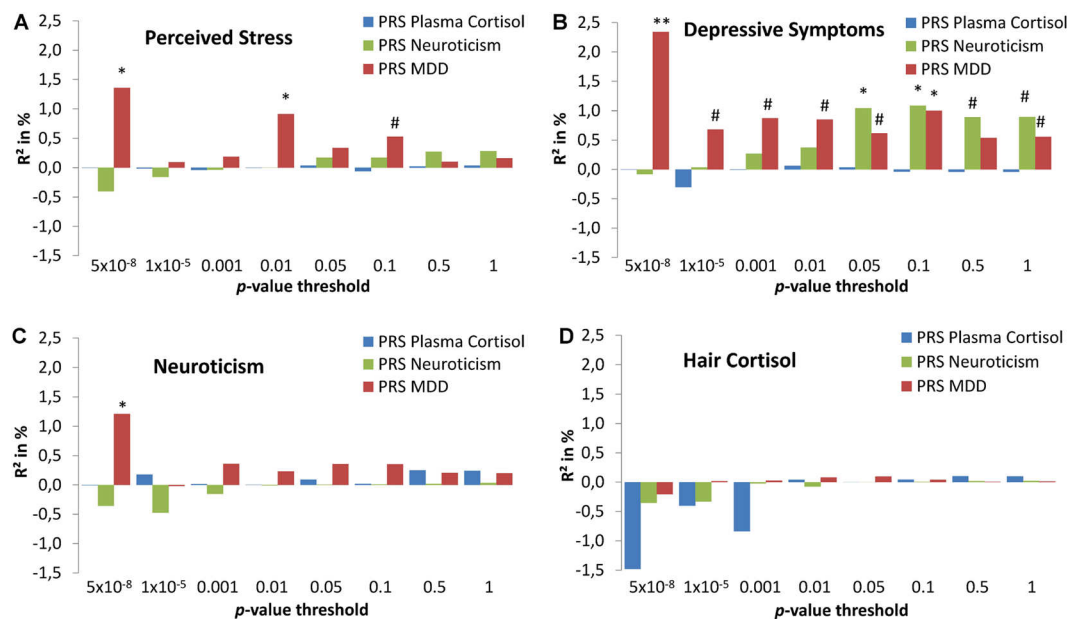 A
Perceived Stress
PRS Plasma Cortisol
PRS Neuroticism
PRS MDD
R² in %
2,5
2,0
1,5
1,0
0,5
0,0
-0,5
-1,0
-1,5
*
*
#
5x10⁻⁸ 1x10⁻⁵ 0.001 0.01 0.05 0.1 0.5 1
p-value threshold
B
Depressive Symptoms
PRS Plasma Cortisol
PRS Neuroticism
PRS MDD
R² in %
2,5
2,0
1,5
1,0
0,5
0,0
-0,5
-1,0
-1,5
**
# # # * # * * # # #
5x10⁻⁸ 1x10⁻⁵ 0.001 0.01 0.05 0.1 0.5 1
p-value threshold
C
Neuroticism
PRS Plasma Cortisol
PRS Neuroticism
PRS MDD
R² in %
2,5
2,0
1,5
1,0
0,5
0,0
-0,5
-1,0
-1,5
*
5x10⁻⁸ 1x10⁻⁵ 0.001 0.01 0.05 0.1 0.5 1
p-value threshold
D
Hair Cortisol
PRS Plasma Cortisol
PRS Neuroticism
PRS MDD
R² in %
2,5
2,0
1,5
1,0
0,5
0,0
-0,5
-1,0
-1,5
5x10⁻⁸ 1x10⁻⁵ 0.001 0.01 0.05 0.1 0.5 1
p-value threshold